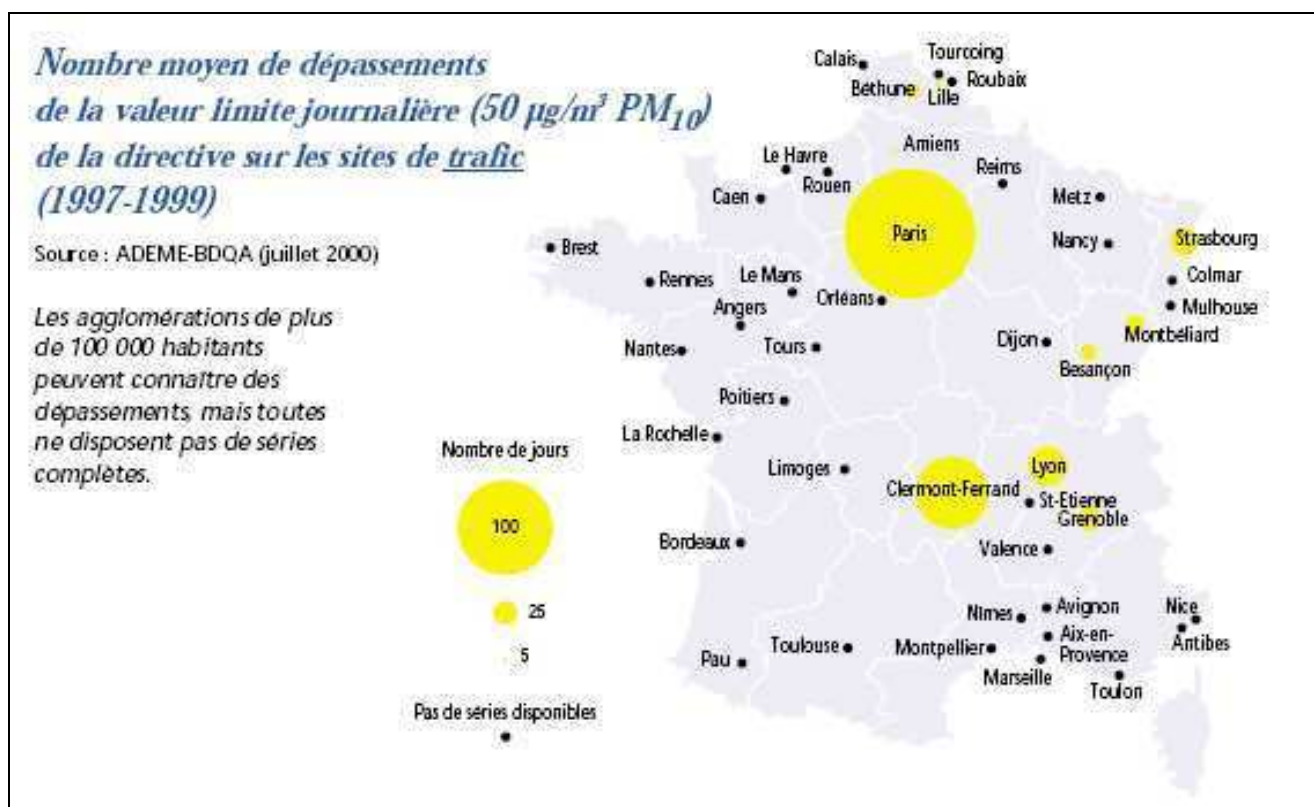 Nombre moyen de dépassements
de la valeur limite journalière (50 µg/m³ PM10)
de la directive sur les sites de trafic
(1997-1999)
Source : ADEME-BDQA (juillet 2000)
Les agglomérations de plus
de 100 000 habitants
peuvent connaître des
dépassements, mais toutes
ne disposent pas de séries
complètes.
Nombre de jours
100
25
5
Pas de séries disponibles
Calais
Tourcoing
Roubaix
Béthune
Lille
Amiens
Le Havre
Rouen
Reims
Caen
Metz
Paris
Nancy
Strasbourg
Brest
Rennes
Le Mans
Orléans
Colmar
Angers
Mulhouse
Montbéliard
Nantes
Tours
Dijon
Besançon
Poitiers
La Rochelle
Limoges
Lyon
Clermont-Ferrand
St-Etienne
Grenoble
Bordeaux
Valence
Nîmes
Avignon
Nice
Aix-en-
Provence
Antibes
Pau
Toulouse
Montpellier
Marseille
Toulon